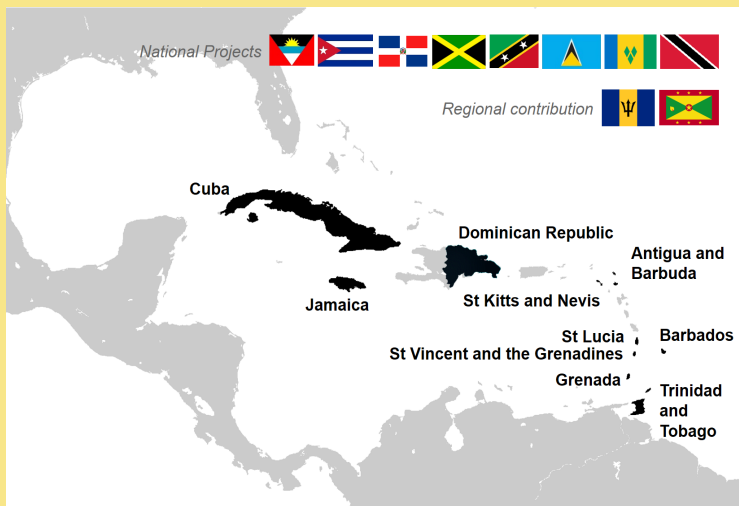 National Projects
Regional contribution
Cuba
Dominican Republic
Antigua and
Barbuda
Jamaica
St Kitts and Nevis
St Lucia
Barbados
St Vincent and the Grenadines
Grenada
Trinidad
and
Tobago